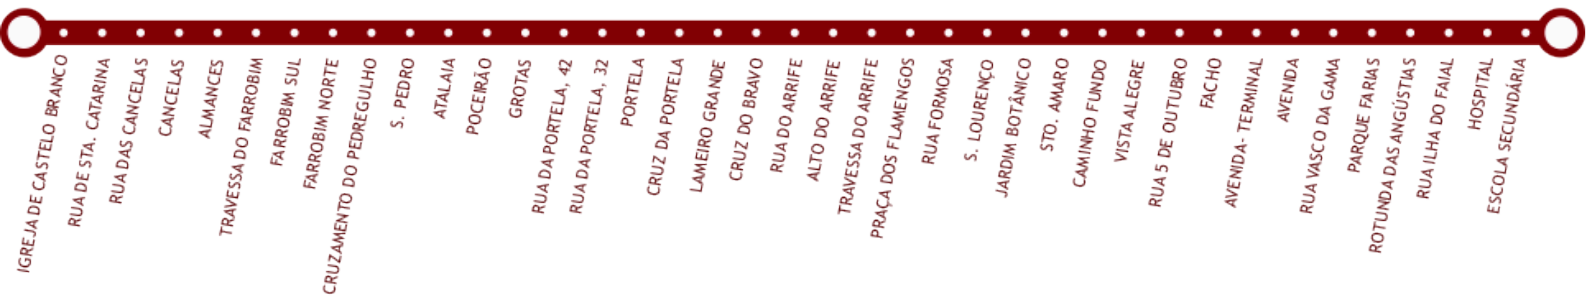 IGREJA DE CASTELO BRANCO
RUA DE STA. CATARINA
RUA DAS CANCELAS
CANCELAS
ALMANCES
TRAVESSA DO FARROBIM
FARROBIM SUL
FARROBIM NORTE
CRUZAMENTO DO PEDREGULHO
S. PEDRO
ATALAIA
POCEIRÃO
GROTAS
RUA DA PORTELA, 42
RUA DA PORTELA, 32
PORTELA
CRUZ DA PORTELA
LAMEIRO GRANDE
CRUZ DO BRAVO
RUA DO ARRIFE
ALTO DO ARRIFE
TRAVESSA DO ARRIFE
PRAÇA DOS FLAMENGOS
RUA FORMOSA
S. LOURENÇO
JARDIM BOTÂNICO
STO. AMARO
CAMINHO FUNDO
VISTA ALEGRE
RUA 5 DE OUTUBRO
FACHO
AVENIDA- TERMINAL
AVENIDA
RUA VASCO DA GAMA
PARQUE FARIAS
ROTUNDA DAS ANGÚSTIAS
RUA ILHA DO FAIAL
HOSPITAL
ESCOLA SECUNDÁRIA